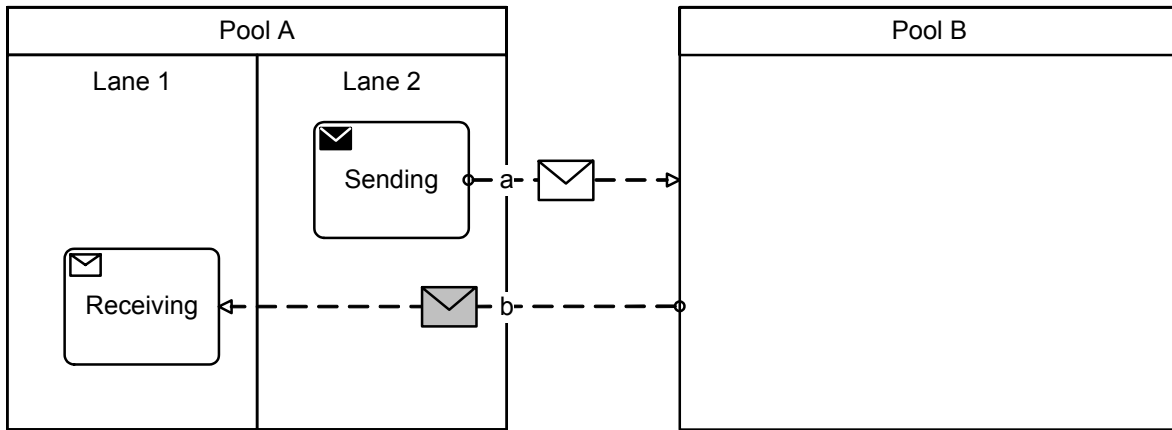 Pool A
Pool B
Lane 1
Lane 2
Sending
a
Receiving
b